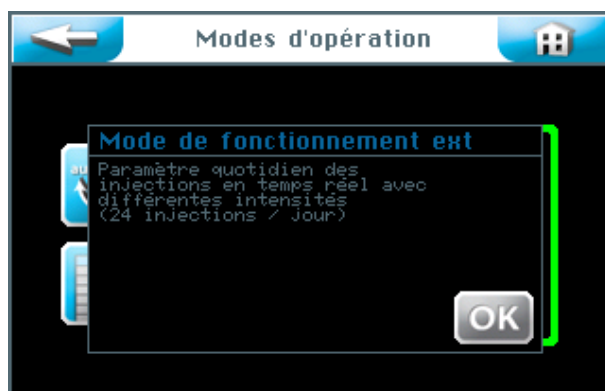 Modes d'opération
Mode de fonctionnement ext
au
Paramètre quotidien des
injections en temps réel avec
différentes intensités
(24 injections / jour)
OK